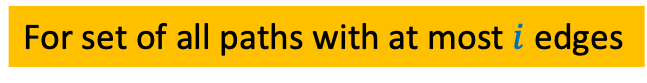 For set of all paths with at most i edges